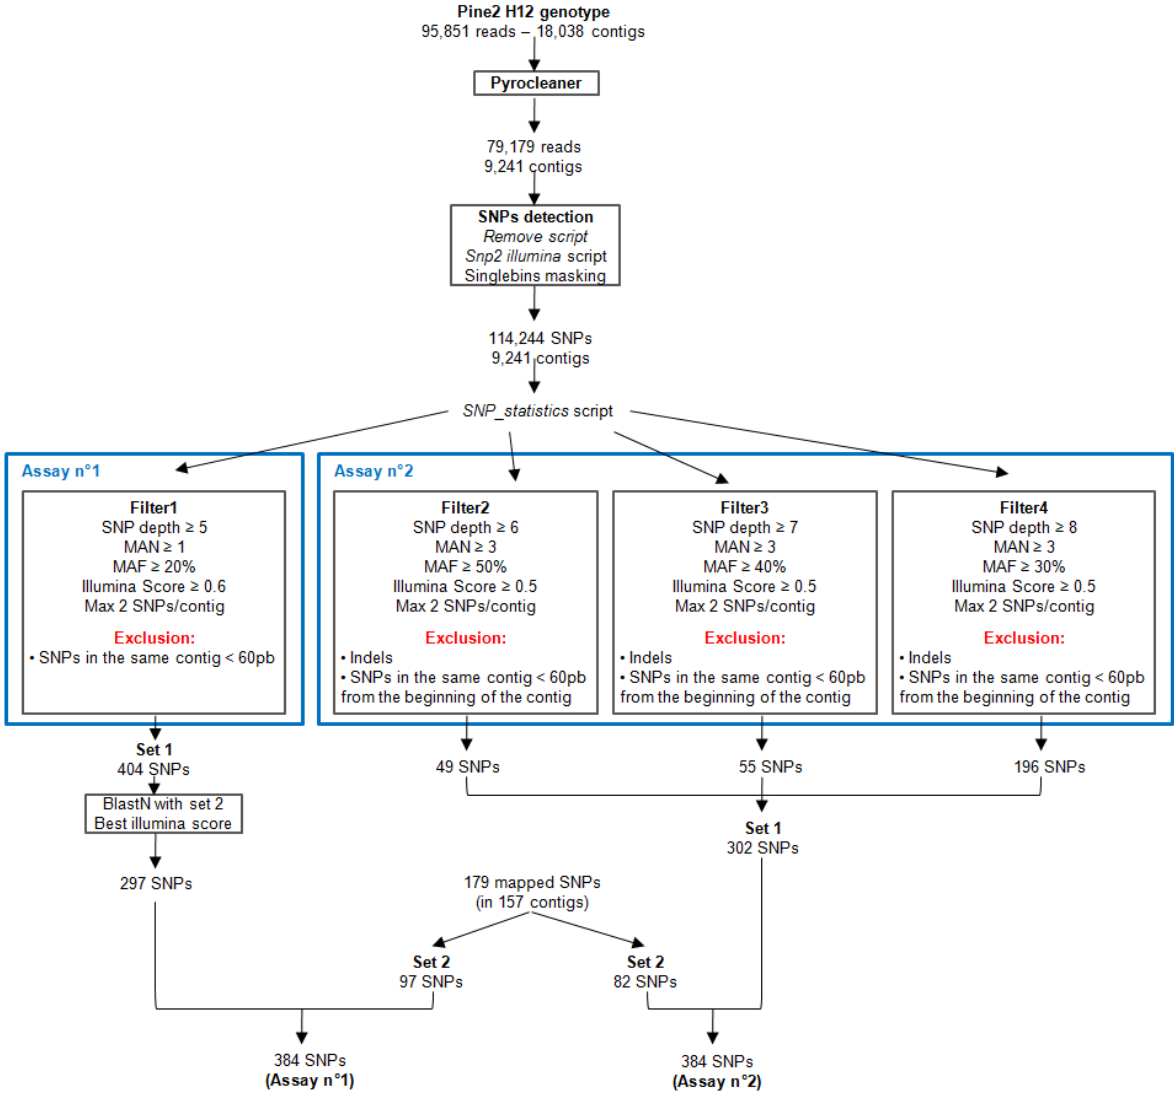 Pine2 H12 genotype
95,851 reads – 18,038 contigs
Pyrocleaner
79,179 reads
9,241 contigs
SNPs detection
Remove script
Snp2 illumina script
Singlebins masking
114,244 SNPs
9,241 contigs
SNP_statistics script
Assay n°1
Filter1
SNP depth ≥ 5
MAN ≥ 1
MAF ≥ 20%
Illumina Score ≥ 0.6
Max 2 SNPs/contig
Exclusion:
• SNPs in the same contig < 60pb
Assay n°2
Filter2
SNP depth ≥ 6
MAN ≥ 3
MAF ≥ 50%
Illumina Score ≥ 0.5
Max 2 SNPs/contig
Exclusion:
• Indels
• SNPs in the same contig < 60pb
from the beginning of the contig
Filter3
SNP depth ≥ 7
MAN ≥ 3
MAF ≥ 40%
Illumina Score ≥ 0.5
Max 2 SNPs/contig
Exclusion:
• Indels
• SNPs in the same contig < 60pb
from the beginning of the contig
Filter4
SNP depth ≥ 8
MAN ≥ 3
MAF ≥ 30%
Illumina Score ≥ 0.5
Max 2 SNPs/contig
Exclusion:
• Indels
• SNPs in the same contig < 60pb
from the beginning of the contig
Set 1
404 SNPs
BlastN with set 2
Best illumina score
297 SNPs
49 SNPs
55 SNPs
196 SNPs
Set 1
302 SNPs
179 mapped SNPs
(in 157 contigs)
Set 2
97 SNPs
Set 2
82 SNPs
384 SNPs
(Assay n°1)
384 SNPs
(Assay n°2)